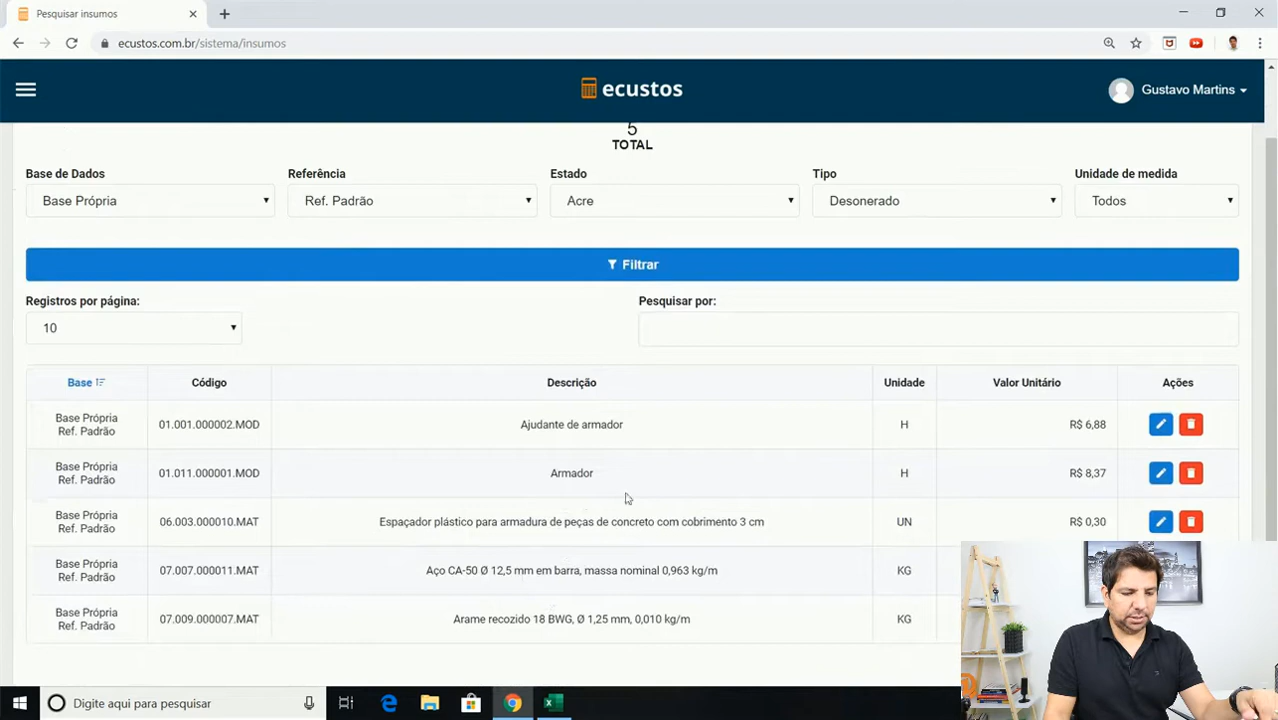 Pesquisar insumos
ecustos.com.br/sistema/insumos
ecustos
Gustavo Martins
5
TOTAL
Base de Dados Referência Estado Tipo Unidade de medida
Base Própria Ref. Padrão Acre Desonerado Todos
Filtrar
Registros por página: Pesquisar por:
10
Base Código Descrição Unidade Valor Unitário Ações
Base Própria
Ref. Padrão
01.001.000002.MOD Ajudante de armador H R$ 6,88
Base Própria
Ref. Padrão
01.011.000001.MOD Armador H R$ 8,37
Base Própria
Ref. Padrão
06.003.000010.MAT Espaçador plástico para armadura de peças de concreto com cobrimento 3 cm UN R$ 0,30
Base Própria
Ref. Padrão
07.007.000011.MAT Aço CA-50 Ø 12,5 mm em barra, massa nominal 0,963 kg/m KG
Base Própria
Ref. Padrão
07.009.000007.MAT Arame recozido 18 BWG, Ø 1,25 mm, 0,010 kg/m KG
Digite aqui para pesquisar